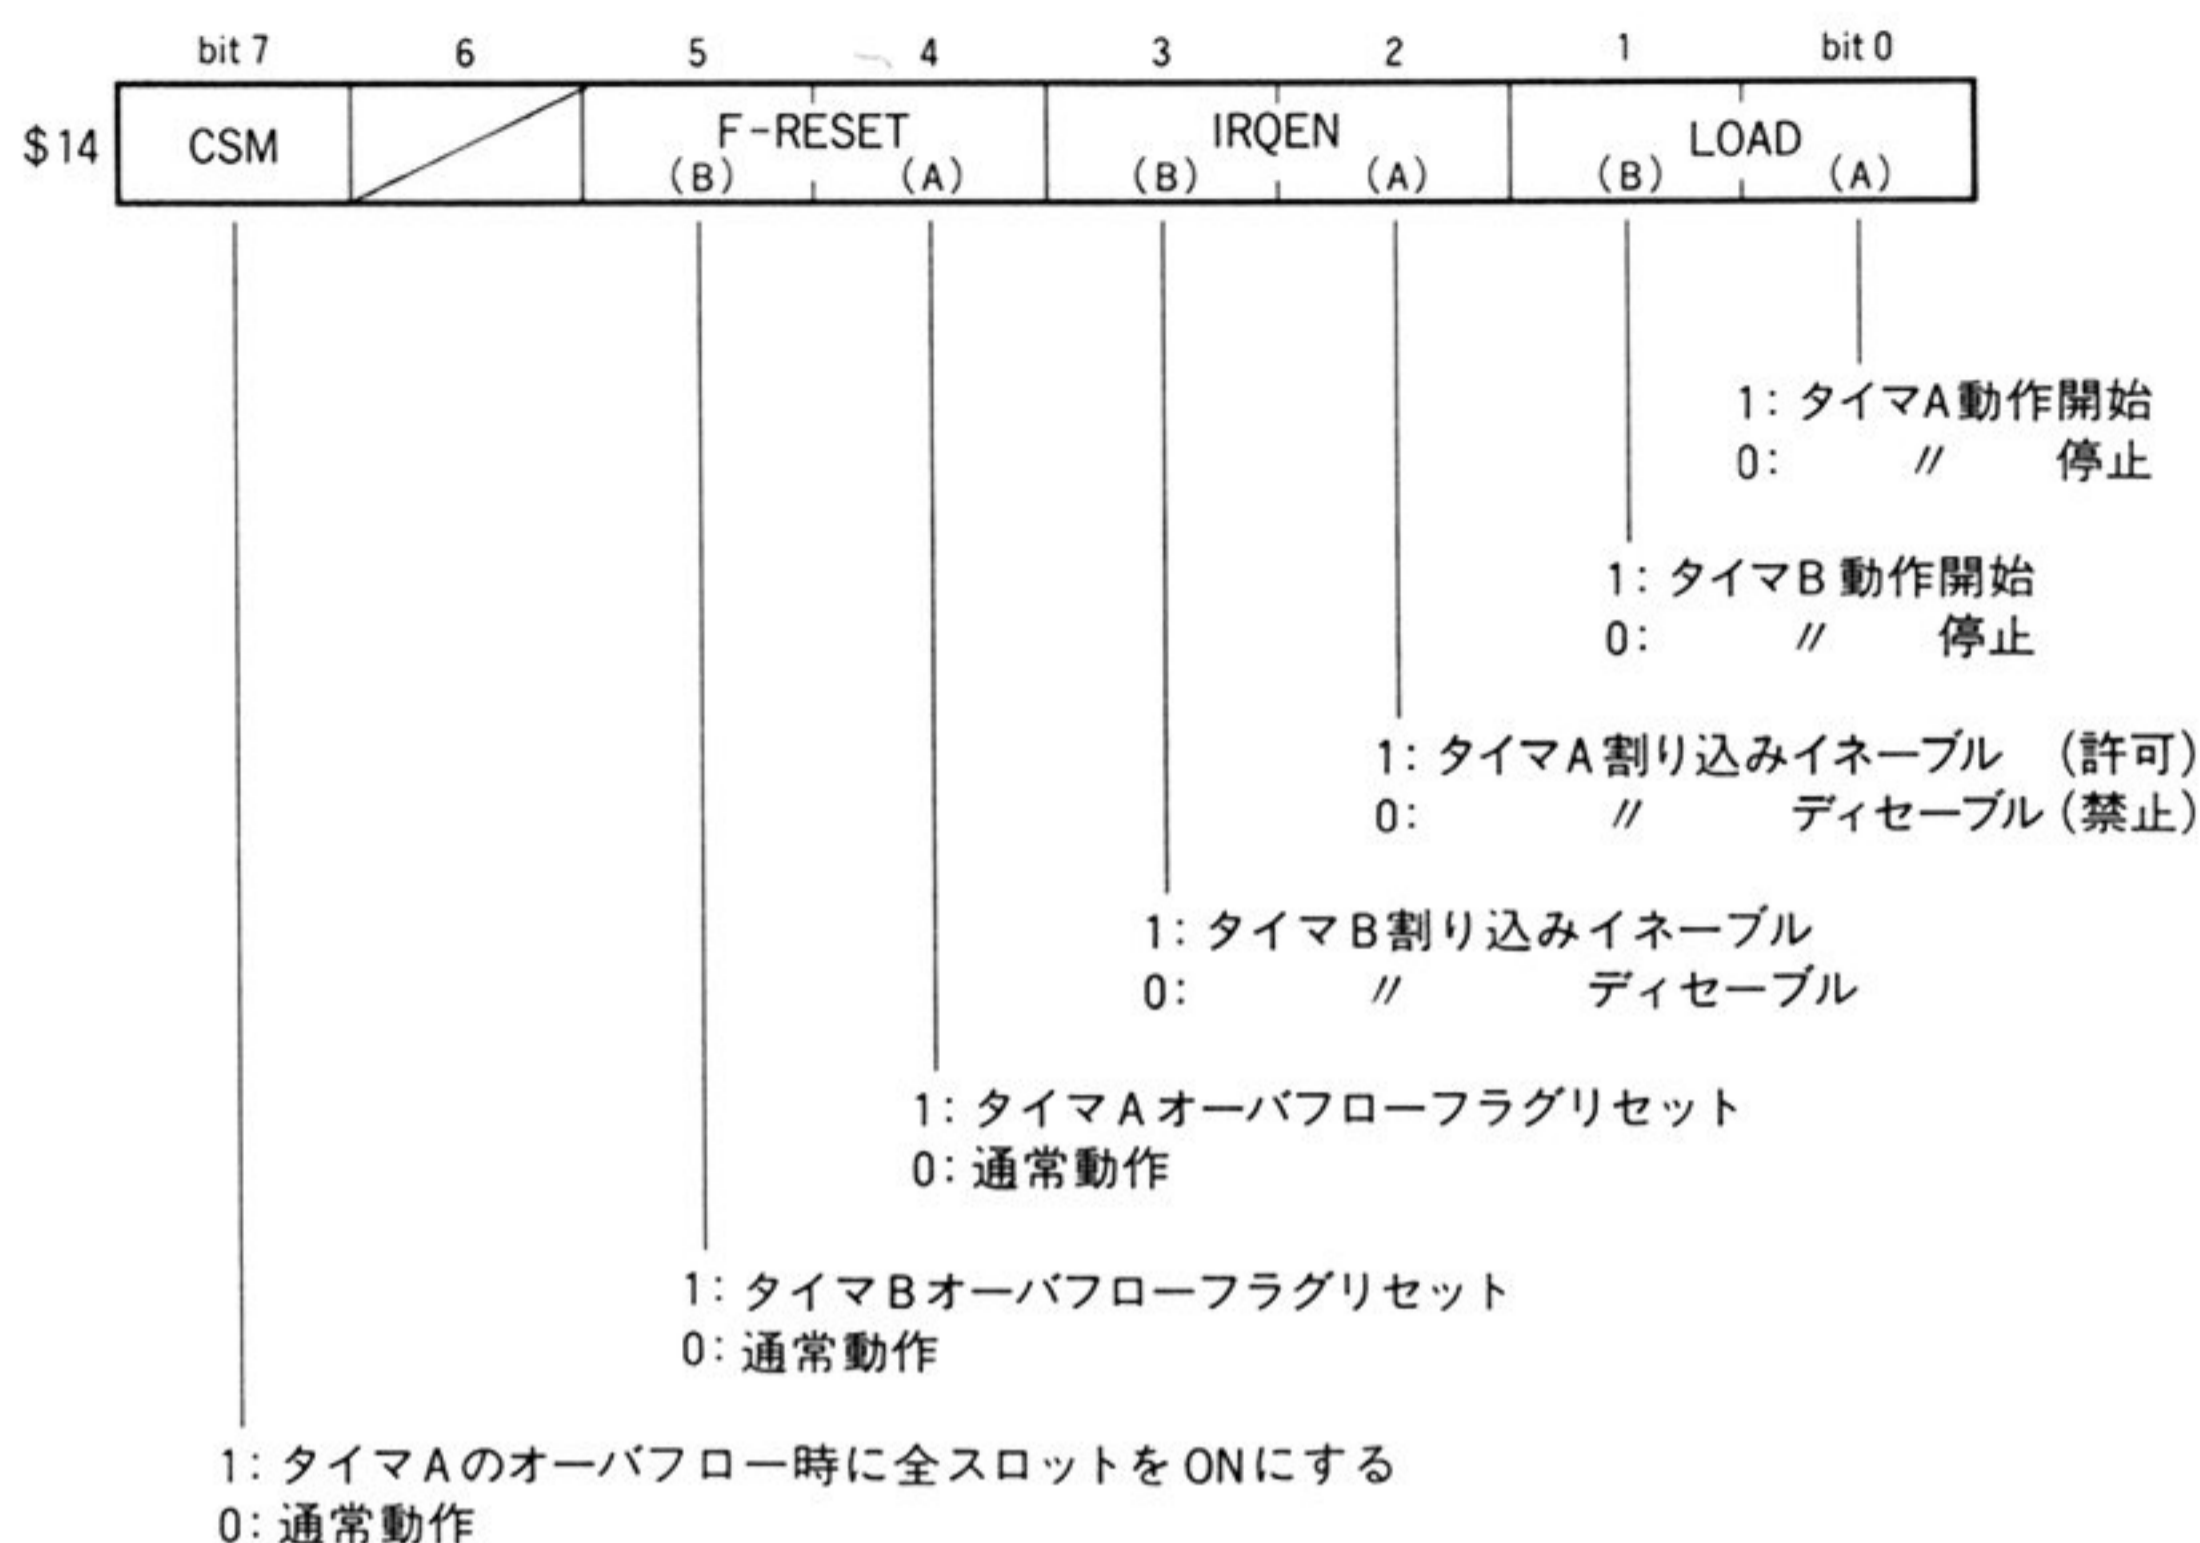 bit 7 6 5 4 3 2 1 bit 0
$14 CSM F-RESET IRQEN LOAD
(B) (A) (B) (A) (B) (A)
1: タイマA動作開始
0: 〃 停止
1: タイマB動作開始
0: 〃 停止
1: タイマA割り込みイネーブル (許可)
0: 〃 ディセーブル(禁止)
1: タイマB割り込みイネーブル
0: 〃 ディセーブル
1: タイマAオーバフローフラグリセット
0: 通常動作
1: タイマBオーバフローフラグリセット
0: 通常動作
1: タイマAのオーバフロー時に全スロットをONにする
0: 通常動作